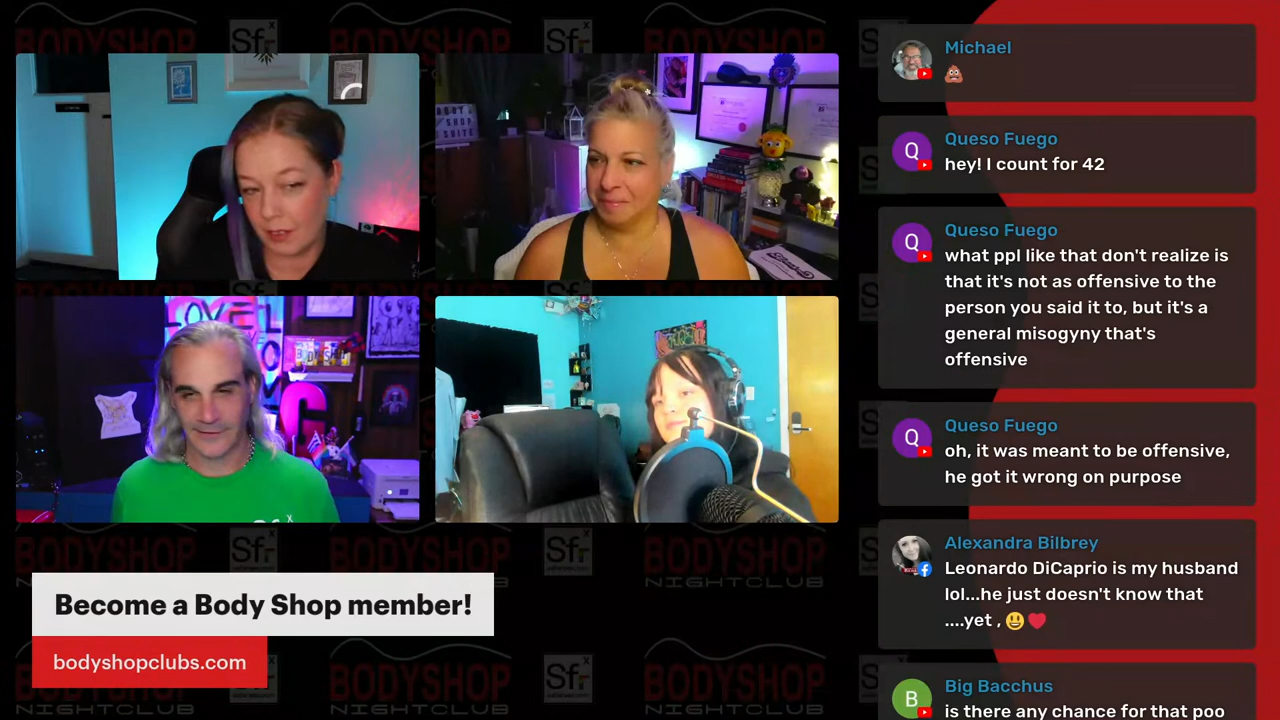 Michael
💩
Queso Fuego
hey! I count for 42
Queso Fuego
what ppl like that don't realize is
that it's not as offensive to the
person you said it to, but it's a
general misogyny that's
offensive
Queso Fuego
oh, it was meant to be offensive,
he got it wrong on purpose
Alexandra Bilbrey
Leonardo DiCaprio is my husband
lol...he just doesn't know that
....yet , 😃❤️
Big Bacchus
is there any chance for that poo
Become a Body Shop member!
bodyshopclubs.com
BODYSHOP
NIGHTCLUB
Sfr
x
Q
Q
Q
B